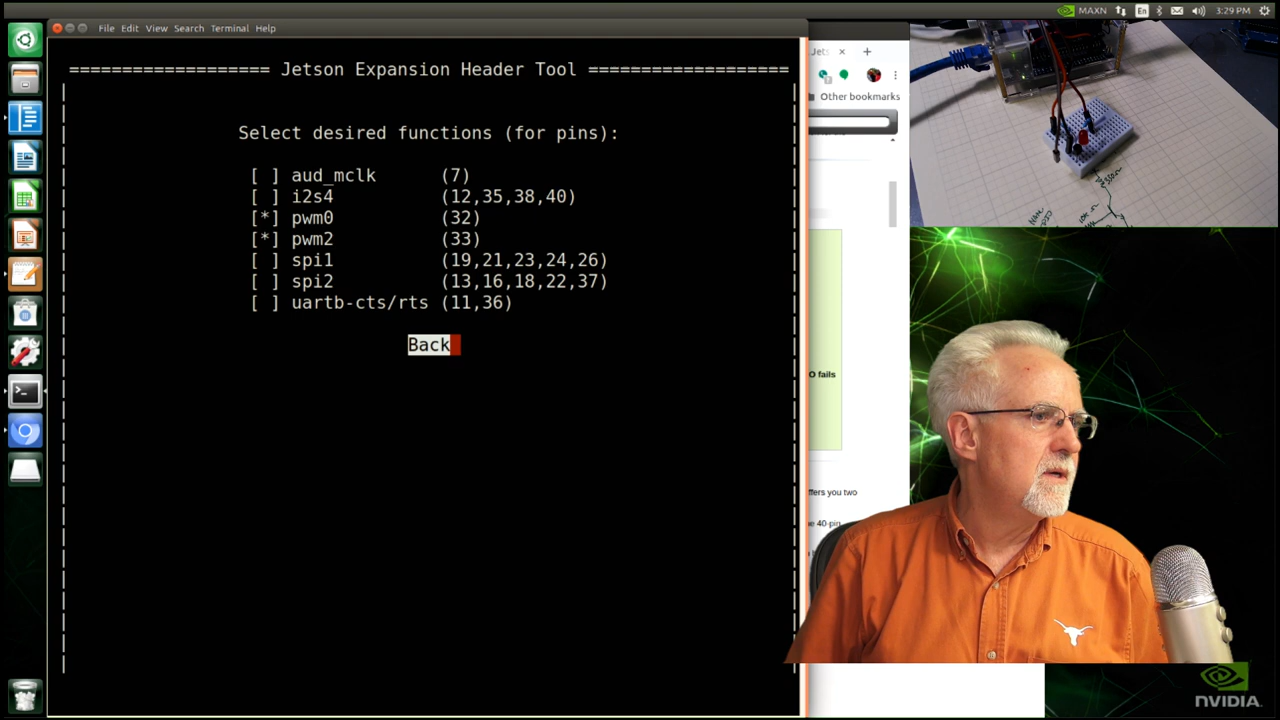 MAXN En 3:29 PM
File Edit View Search Terminal Help
Jets
Other bookmarks
================== Jetson Expansion Header Tool ===================
Select desired functions (for pins):
[ ] aud_mclk (7)
[ ] i2s4 (12,35,38,40)
[*] pwm0 (32)
[*] pwm2 (33)
[ ] spi1 (19,21,23,24,26)
[ ] spi2 (13,16,18,22,37)
[ ] uartb-cts/rts (11,36)
Back
O fails
ffers you two
e 40-pin
NVIDIA